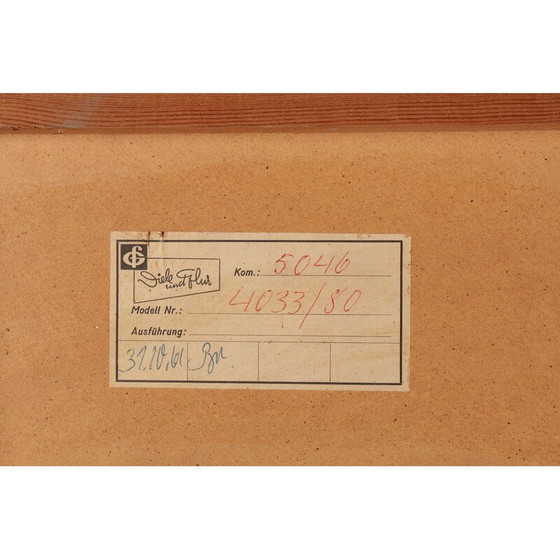 Diele
und Flur
Kom.: 5046
Modell Nr.: 4033/80
Ausführung:
31.10.61